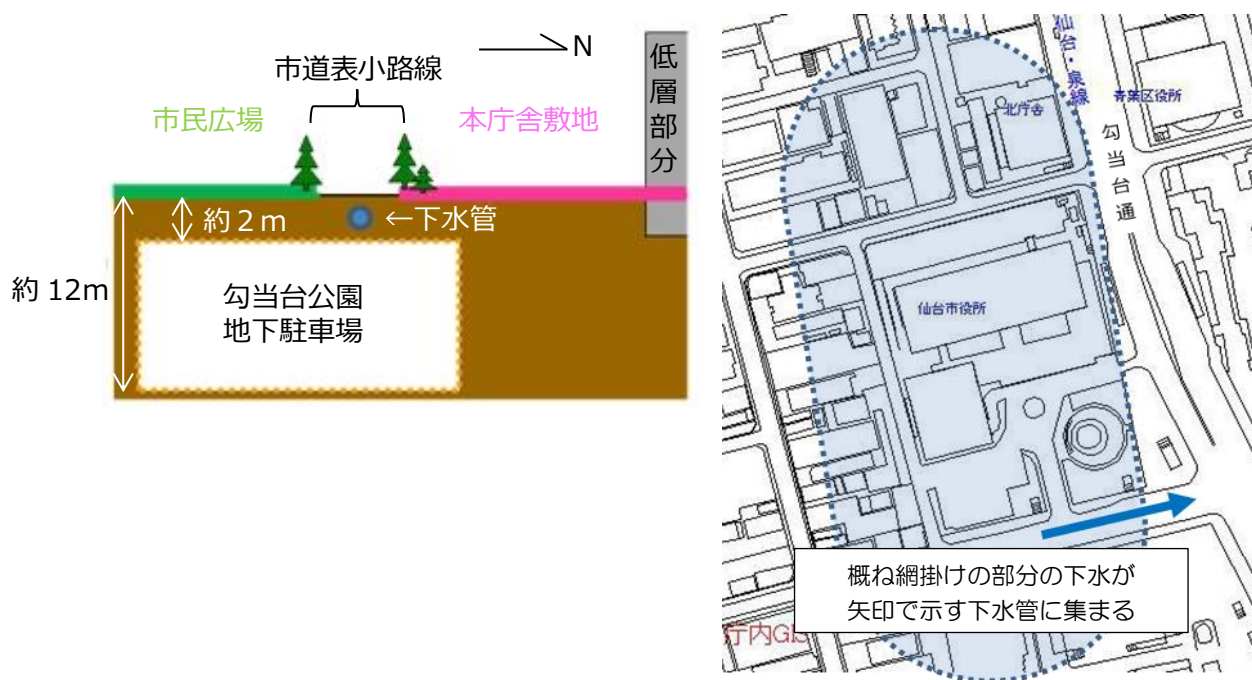 N
市道表小路線
市民広場
本庁舎敷地
低層部分
約２ｍ
←下水管
約 12m
勾当台公園
地下駐車場
仙台・泉線
青葉区役所
北庁舎
勾当台通
仙台市役所
概ね網掛けの部分の下水が
矢印で示す下水管に集まる
庁内GIS